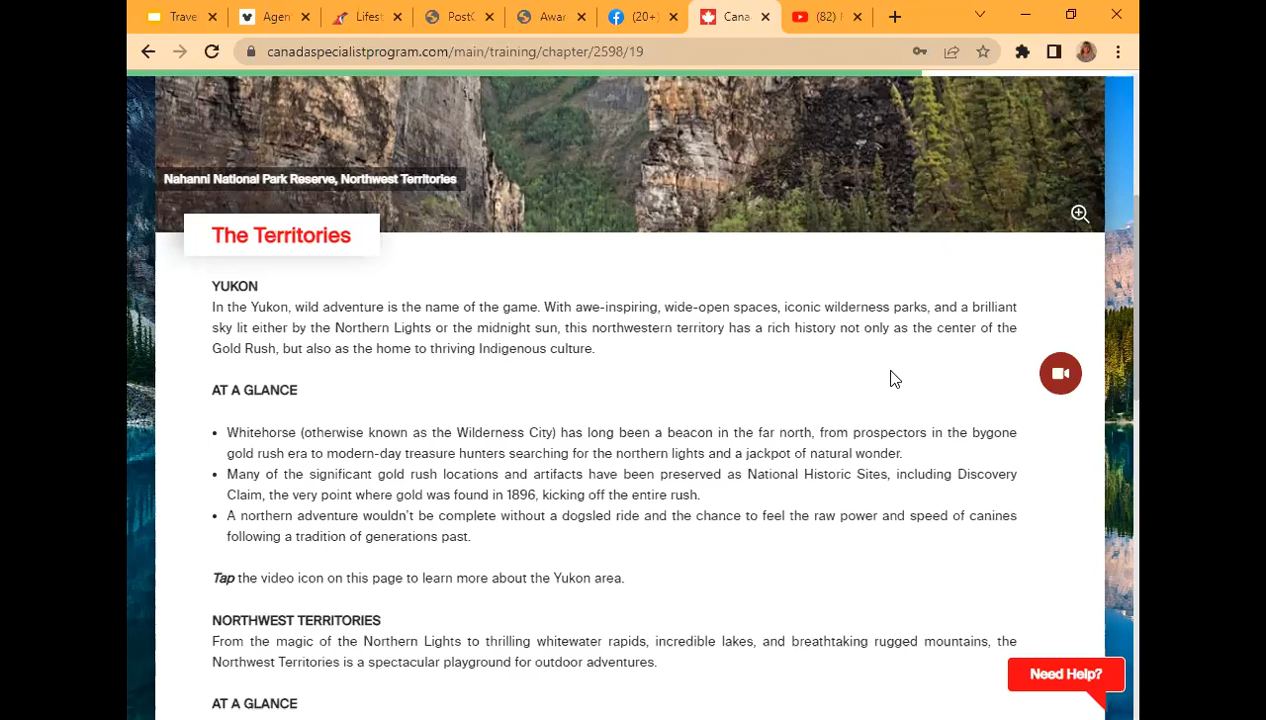 Trave
Agen
Lifest
PostC
Awar
(20+)
Cana
(82)
canadaspecialistprogram.com/main/training/chapter/2598/19
Nahanni National Park Reserve, Northwest Territories
The Territories
YUKON
In the Yukon, wild adventure is the name of the game. With awe-inspiring, wide-open spaces, iconic wilderness parks, and a brilliant
sky lit either by the Northern Lights or the midnight sun, this northwestern territory has a rich history not only as the center of the
Gold Rush, but also as the home to thriving Indigenous culture.
AT A GLANCE
• Whitehorse (otherwise known as the Wilderness City) has long been a beacon in the far north, from prospectors in the bygone
gold rush era to modern-day treasure hunters searching for the northern lights and a jackpot of natural wonder.
• Many of the significant gold rush locations and artifacts have been preserved as National Historic Sites, including Discovery
Claim, the very point where gold was found in 1896, kicking off the entire rush.
• A northern adventure wouldn't be complete without a dogsled ride and the chance to feel the raw power and speed of canines
following a tradition of generations past.
Tap the video icon on this page to learn more about the Yukon area.
NORTHWEST TERRITORIES
From the magic of the Northern Lights to thrilling whitewater rapids, incredible lakes, and breathtaking rugged mountains, the
Northwest Territories is a spectacular playground for outdoor adventures.
Need Help?
AT A GLANCE